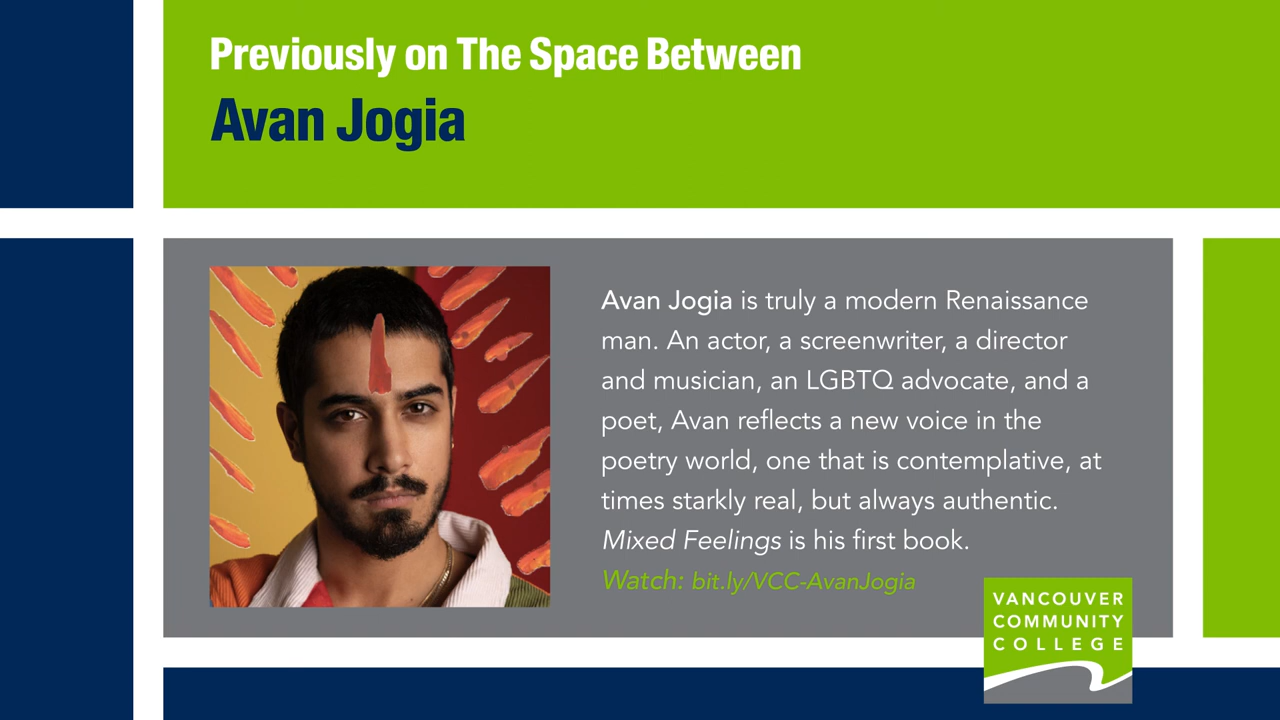 Previously on The Space Between
Avan Jogia
Avan Jogia is truly a modern Renaissance
man. An actor, a screenwriter, a director
and musician, an LGBTQ advocate, and a
poet, Avan reflects a new voice in the
poetry world, one that is contemplative, at
times starkly real, but always authentic.
Mixed Feelings is his first book.
Watch: bit.ly/VCC-AvanJogia
VANCOUVER
COMMUNITY
COLLEGE